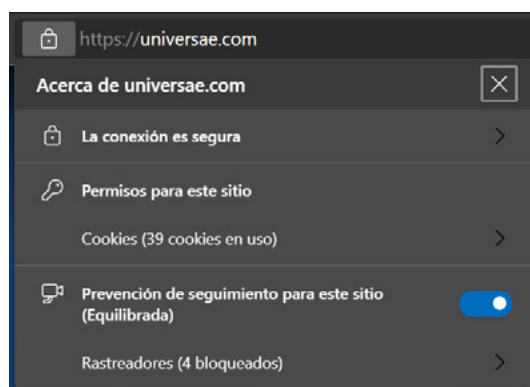 https://universae.com
Acerca de universae.com
La conexión es segura
Permisos para este sitio
Cookies (39 cookies en uso)
Prevención de seguimiento para este sitio
(Equilibrada)
Rastreadores (4 bloqueados)